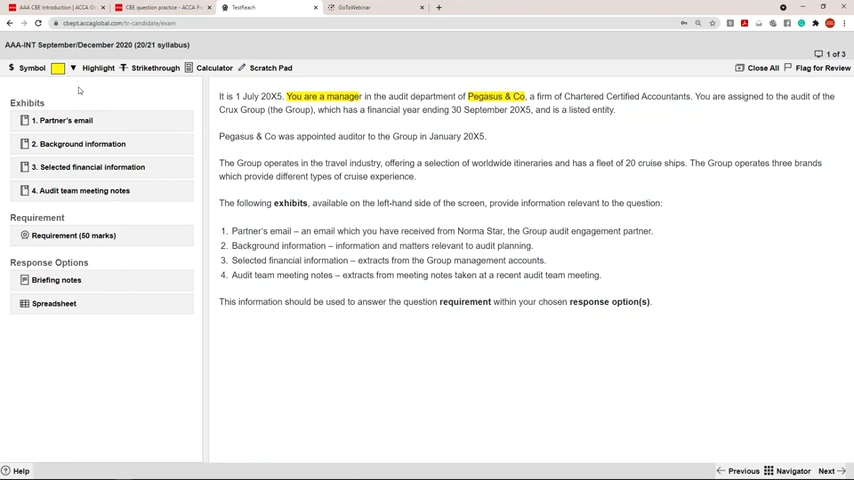 AAA CBE Introduction | ACCA Gl
CBE question practice - ACCA Pr
TestReach
GoToWebinar
cbept.accaglobal.com/tr-candidate/exam
AAA-INT September/December 2020 (20/21 syllabus)
1 of 3
$ Symbol Highlight Strikethrough Calculator Scratch Pad Close All Flag for Review
Exhibits
1. Partner's email
2. Background information
3. Selected financial information
4. Audit team meeting notes
Requirement
Requirement (50 marks)
Response Options
Briefing notes
Spreadsheet
It is 1 July 20X5. You are a manager in the audit department of Pegasus & Co, a firm of Chartered Certified Accountants. You are assigned to the audit of the
Crux Group (the Group), which has a financial year ending 30 September 20X5, and is a listed entity.
Pegasus & Co was appointed auditor to the Group in January 20X5.
The Group operates in the travel industry, offering a selection of worldwide itineraries and has a fleet of 20 cruise ships. The Group operates three brands
which provide different types of cruise experience.
The following exhibits, available on the left-hand side of the screen, provide information relevant to the question:
1. Partner's email – an email which you have received from Norma Star, the Group audit engagement partner.
2. Background information – information and matters relevant to audit planning.
3. Selected financial information – extracts from the Group management accounts.
4. Audit team meeting notes – extracts from meeting notes taken at a recent audit team meeting.
This information should be used to answer the question requirement within your chosen response option(s).
Help
Previous Navigator Next